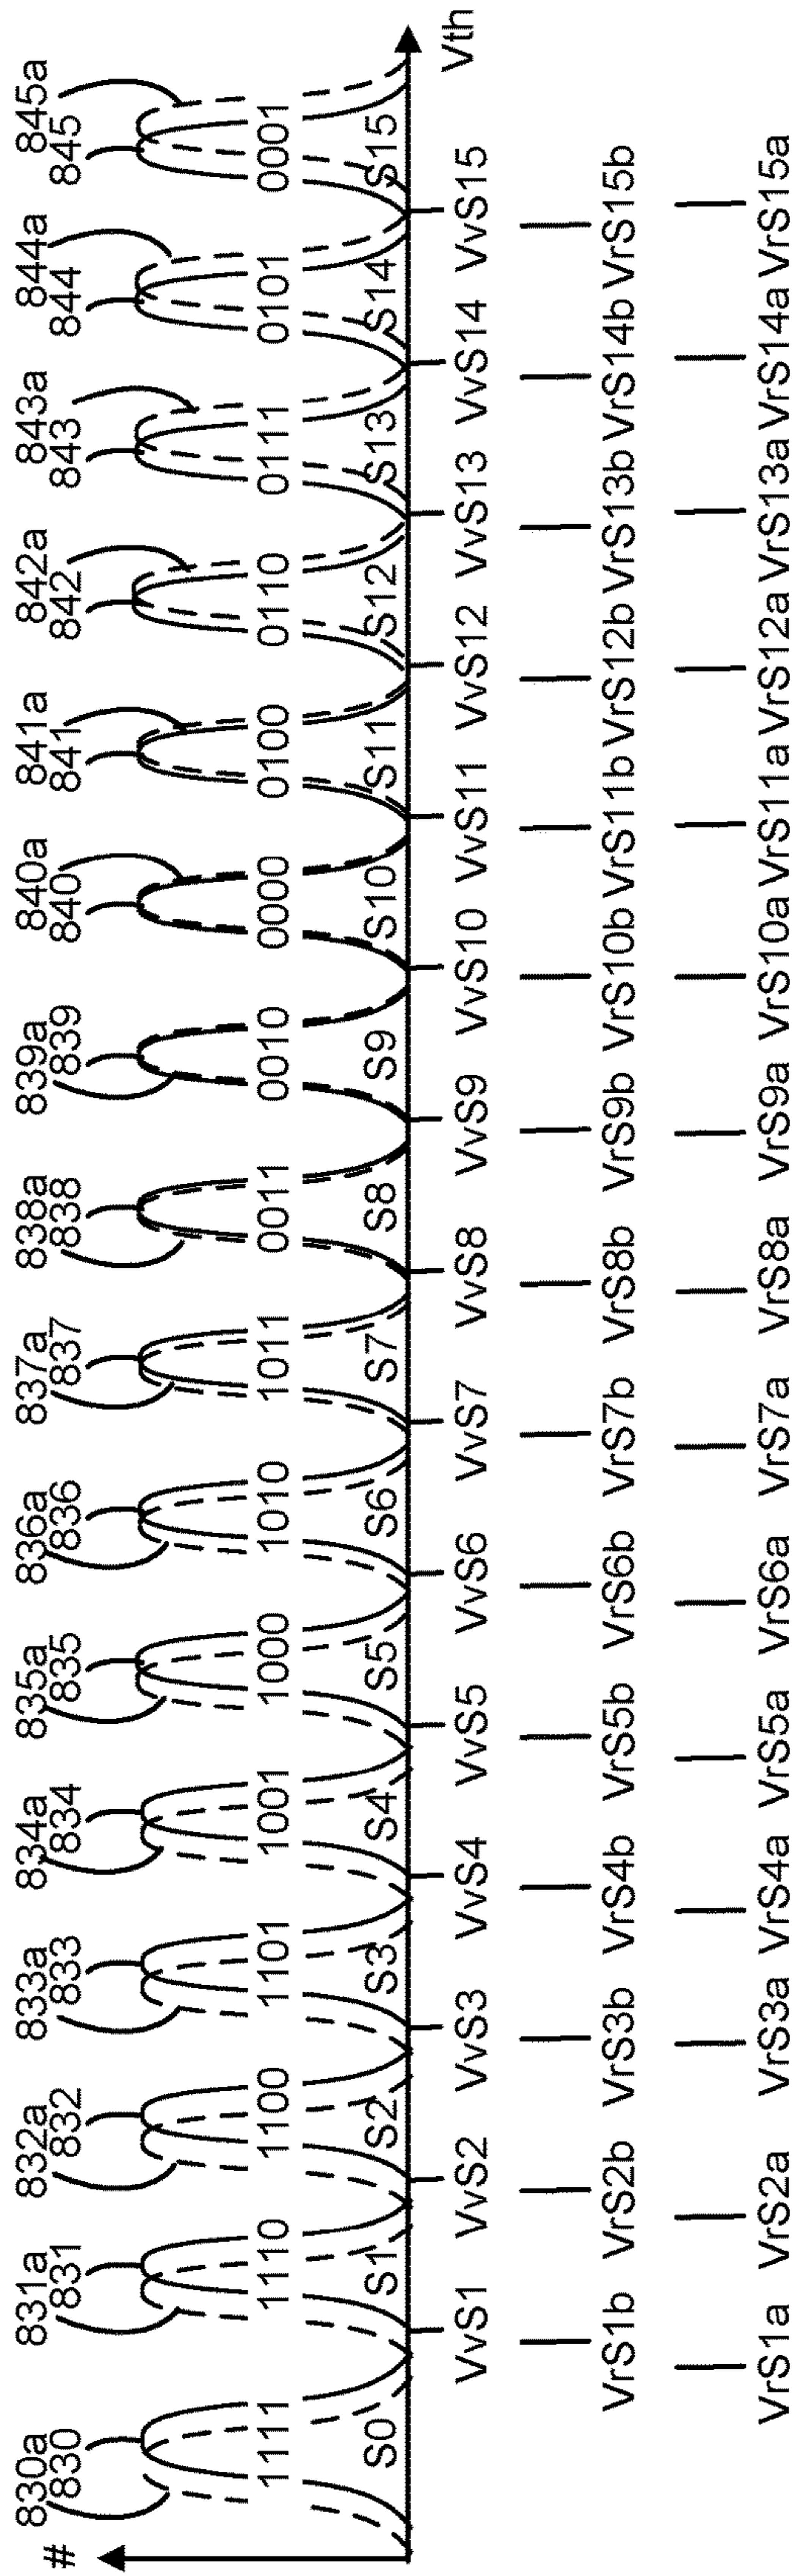 # 830a 831a 832a 833a 834a 835a 836a 837a 838a 839a 840a 841a 842a 843a 844a 845a
830 831 832 833 834 835 836 837 838 839 840 841 842 843 844 845
1111 1110 1100 1101 1001 1000 1010 1011 0011 0010 0000 0100 0110 0111 0101 0001
S0 S1 S2 S3 S4 S5 S6 S7 S8 S9 S10 S11 S12 S13 S14 S15
VvS1 VvS2 VvS3 VvS4 VvS5 VvS6 VvS7 VvS8 VvS9 VvS10 VvS11 VvS12 VvS13 VvS14 VvS15 Vth
VrS1b VrS2b VrS3b VrS4b VrS5b VrS6b VrS7b VrS8b VrS9b VrS10b VrS11b VrS12b VrS13b VrS14b VrS15b
VrS1a VrS2a VrS3a VrS4a VrS5a VrS6a VrS7a VrS8a VrS9a VrS10a VrS11a VrS12a VrS13a VrS14a VrS15a